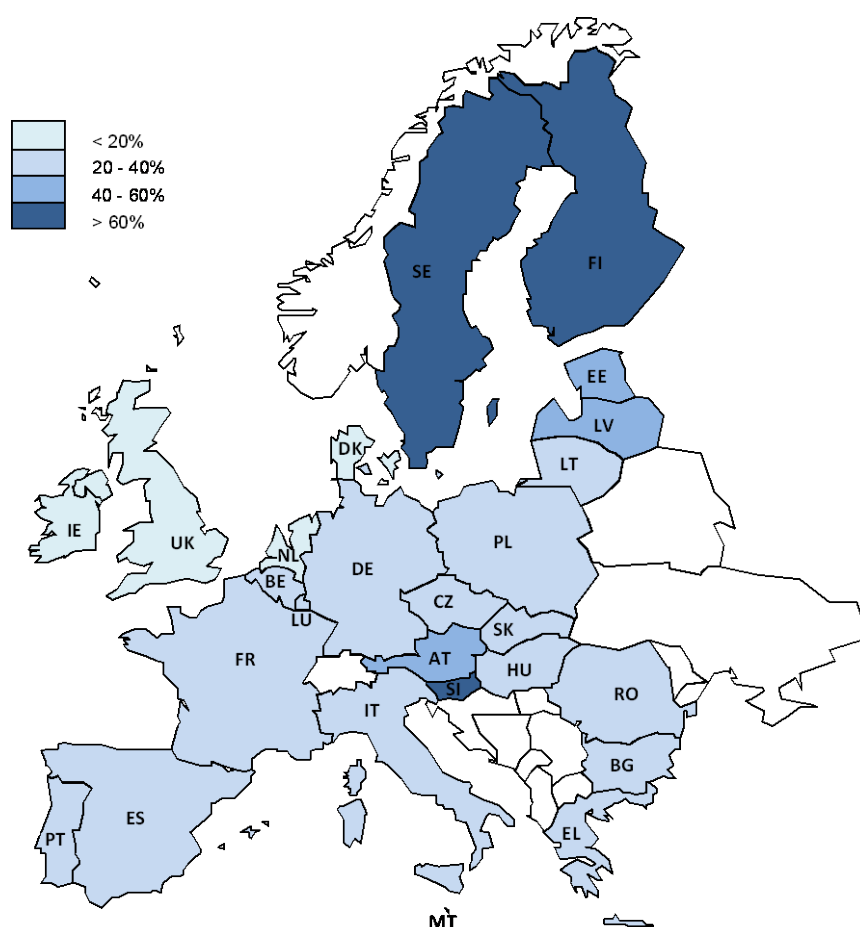 < 20%
20 - 40%
40 - 60%
> 60%
SE
FI
EE
LV
LT
DK
IE
UK
NL
BE
LU
DE
PL
CZ
SK
AT
HU
SI
FR
IT
RO
BG
ES
PT
EL
MT